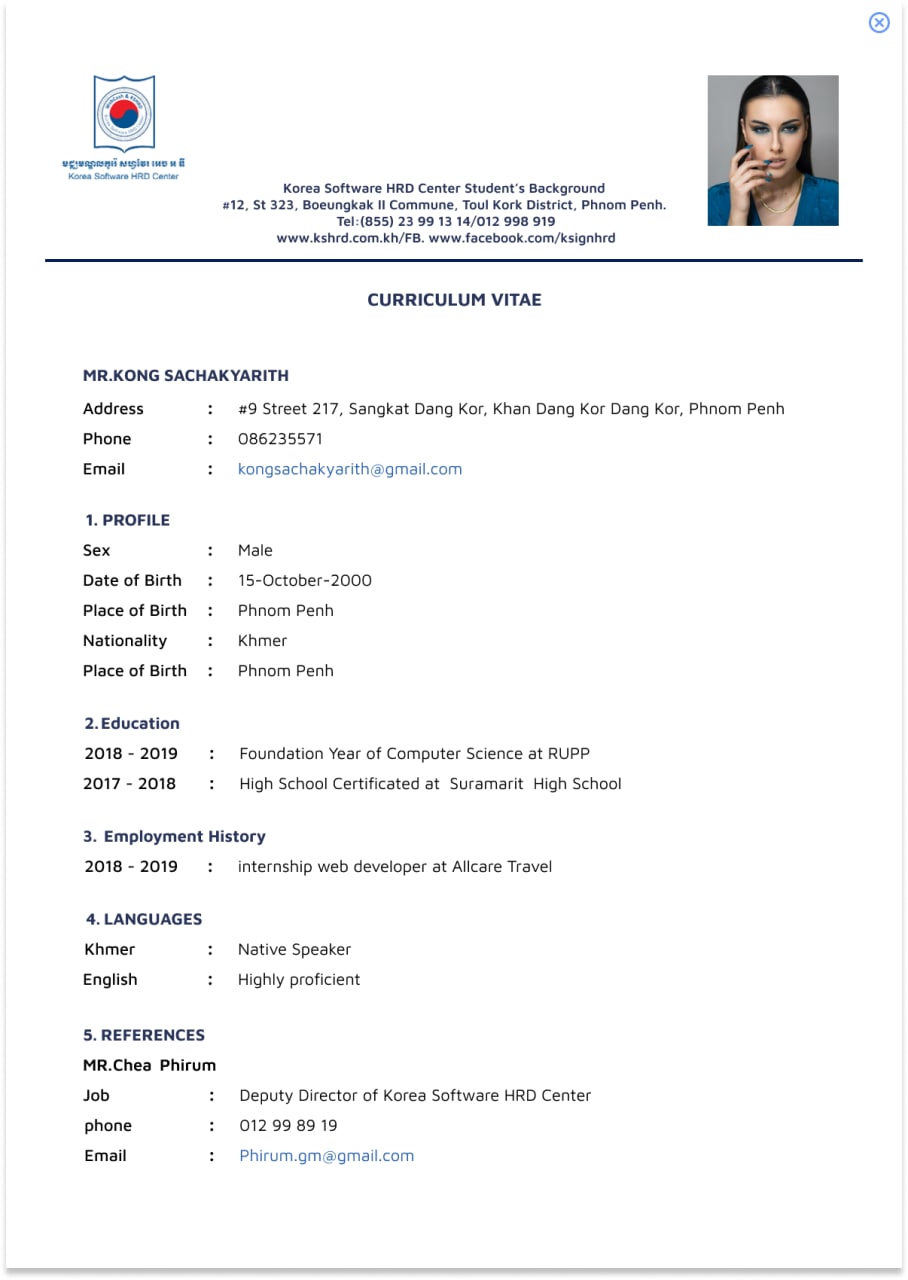 Korea Software HRD Center
Korea Software HRD Center Student's Background
#12, St 323, Boeungkak II Commune, Toul Kork District, Phnom Penh.
Tel:(855) 23 99 13 14/012 998 919
www.kshrd.com.kh/FB. www.facebook.com/ksignhrd
CURRICULUM VITAE
MR.KONG SACHAKYARITH
Address : #9 Street 217, Sangkat Dang Kor, Khan Dang Kor Dang Kor, Phnom Penh
Phone : 086235571
Email : kongsachakyarith@gmail.com
1. PROFILE
Sex : Male
Date of Birth : 15-October-2000
Place of Birth : Phnom Penh
Nationality : Khmer
Place of Birth : Phnom Penh
2.Education
2018 - 2019 : Foundation Year of Computer Science at RUPP
2017 - 2018 : High School Certificated at Suramarit High School
3. Employment History
2018 - 2019 : internship web developer at Allcare Travel
4. LANGUAGES
Khmer : Native Speaker
English : Highly proficient
5. REFERENCES
MR.Chea Phirum
Job : Deputy Director of Korea Software HRD Center
phone : 012 99 89 19
Email : Phirum.gm@gmail.com